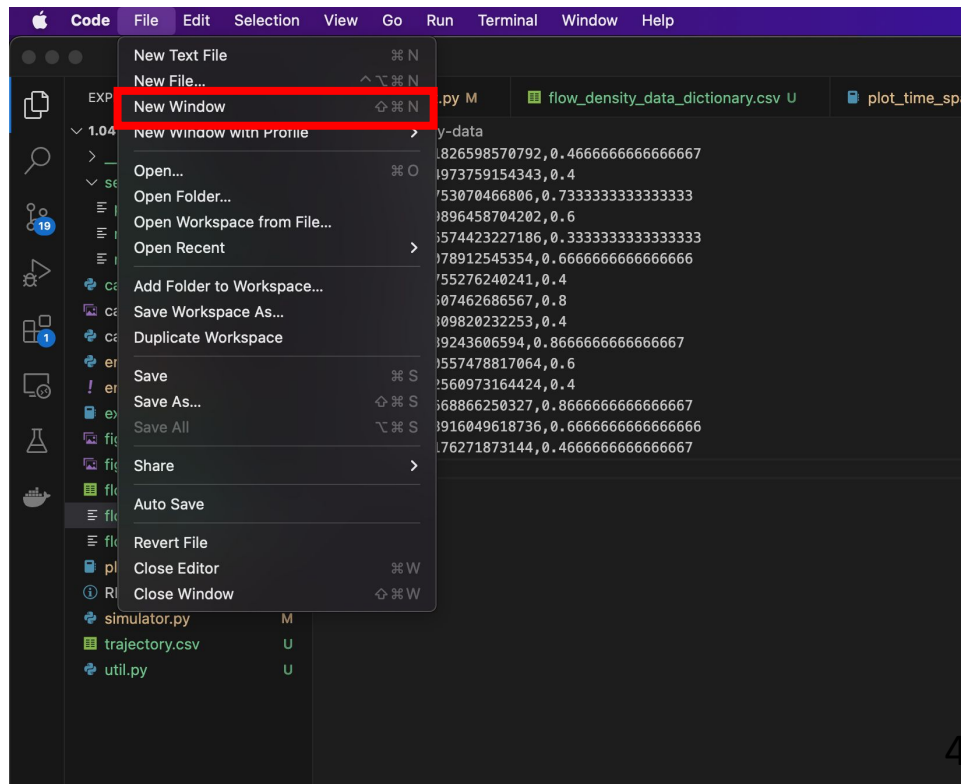 Code File Edit Selection View Go Run Terminal Window Help
New Text File ⌘ N
New File... ^⌥⌘ N
New Window ⇧⌘ N
New Window with Profile
Open... ⌘ O
Open Folder...
Open Workspace from File...
Open Recent
Add Folder to Workspace...
Save Workspace As...
Duplicate Workspace
Save ⌘ S
Save As... ⇧⌘ S
Save All ⌥⌘ S
Share
Auto Save
Revert File
Close Editor ⌘ W
Close Window ⇧⌘ W
EXP
1.04
19
1
simulator.py M
trajectory.csv U
util.py U
.py M flow_density_data_dictionary.csv U plot_time_sp
y-data
1826598570792,0.4666666666666667
4973759154343,0.4
753070466806,0.7333333333333333
9896458704202,0.6
5574423227186,0.3333333333333333
078912545354,0.6666666666666666
755276240241,0.4
507462686567,0.8
309820232253,0.4
39243606594,0.8666666666666667
0557478817064,0.6
2560973164424,0.4
568866250327,0.8666666666666667
3916049618736,0.6666666666666666
176271873144,0.4666666666666667
4